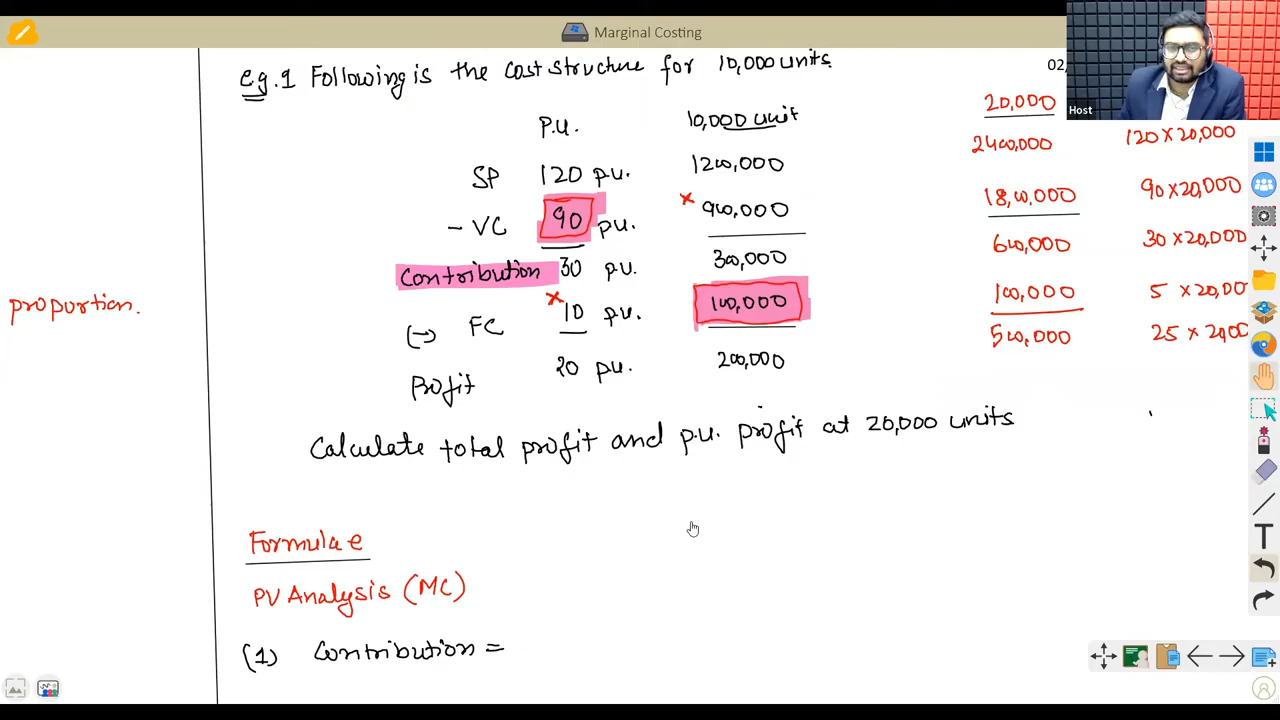 Marginal Costing
e.g.1 Following is the cost structure for 10,000 units.
02/
Host
P.U. 10,000 unit 20,000
SP 120 p.u. 1200,000 2400,000 120 x 20,000
- VC 90 p.u. x 900,000 18,00,000 90 x 20,000
Contribution 30 p.u. 300,000 600,000 30 x 20,000
(-) FC x 10 p.u. 100,000 100,000 5 x 20,00
Profit 20 p.u. 200,000 500,000 25 x 20,00
proportion.
Calculate total profit and p.u. profit at 20,000 units
Formulae
PV Analysis (MC)
(1) Contribution =
T